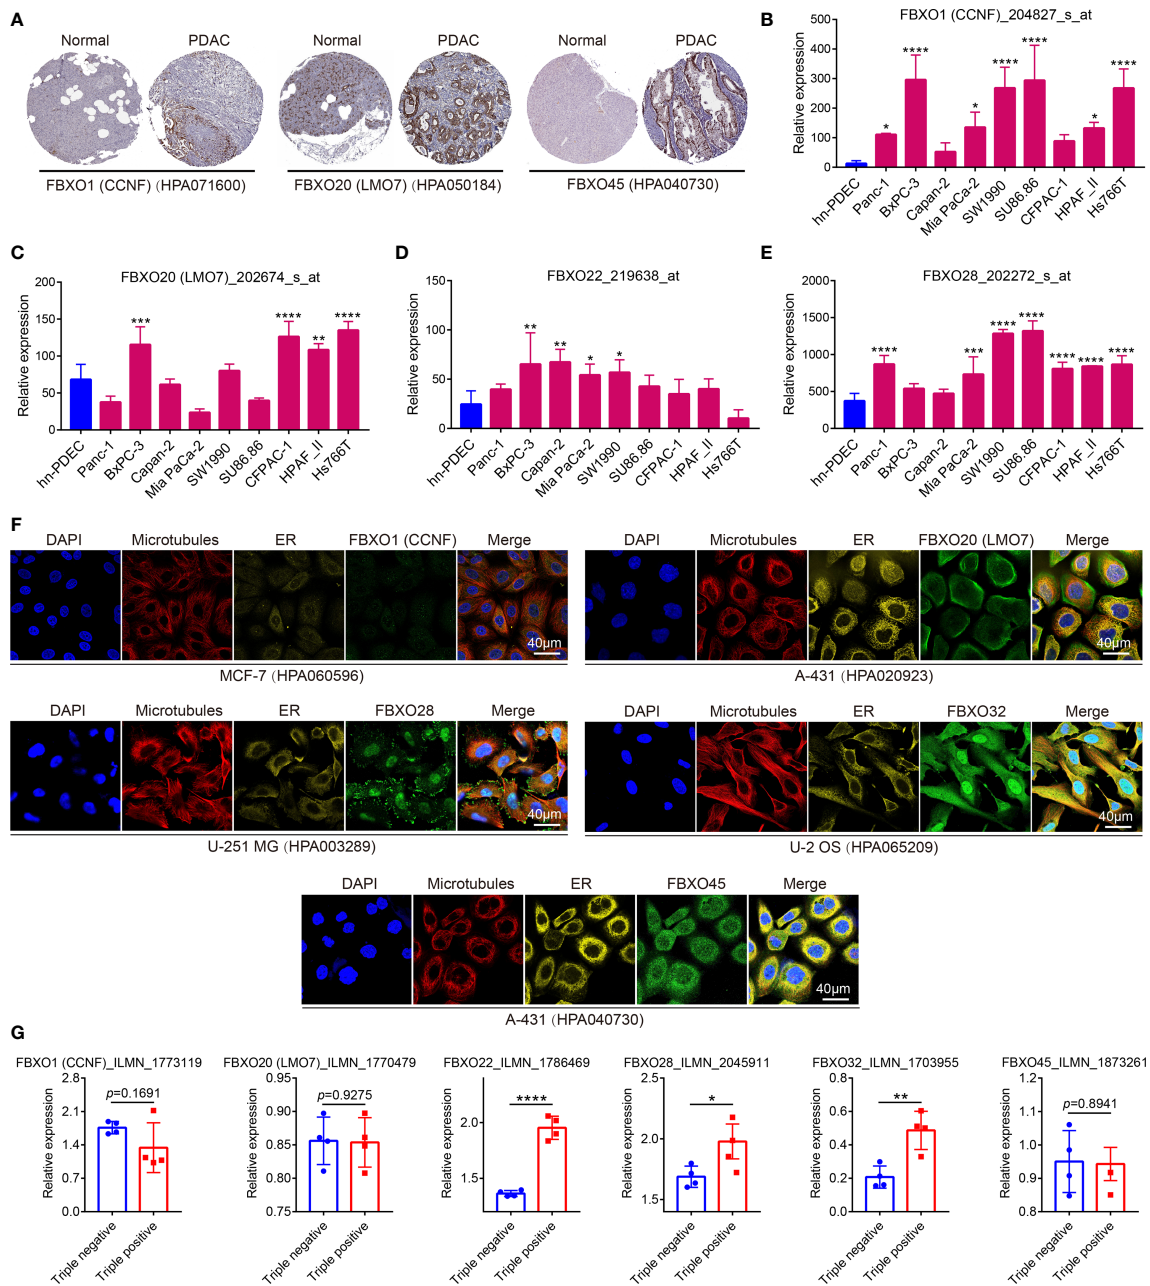 A
Normal PDAC Normal PDAC Normal PDAC
FBXO1 (CCNF) (HPA071600) FBXO20 (LMO7) (HPA050184) FBXO45 (HPA040730)
B
FBXO1 (CCNF)_204827_s_at
Relative expression
500
400
300
200
100
0
* **** * **** **** * ****
hn-PDEC Panc-1 BxPC-3 Capan-2 Mia PaCa-2 SW1990 SU86.86 CFPAC-1 HPAF_II Hs766T
C
FBXO20 (LMO7)_202674_s_at
Relative expression
200
150
100
50
0
*** **** ** ****
hn-PDEC Panc-1 BxPC-3 Capan-2 Mia PaCa-2 SW1990 SU86.86 CFPAC-1 HPAF_II Hs766T
D
FBXO22_219638_at
Relative expression
150
100
50
0
** ** * *
hn-PDEC Panc-1 BxPC-3 Capan-2 Mia PaCa-2 SW1990 SU86.86 CFPAC-1 HPAF_II Hs766T
E
FBXO28_202272_s_at
Relative expression
2000
1500
1000
500
0
**** *** **** **** **** **** ****
hn-PDEC Panc-1 BxPC-3 Capan-2 Mia PaCa-2 SW1990 SU86.86 CFPAC-1 HPAF_II Hs766T
F
DAPI Microtubules ER FBXO1 (CCNF) Merge
40μm
MCF-7 (HPA060596)
DAPI Microtubules ER FBXO20 (LMO7) Merge
40μm
A-431 (HPA020923)
DAPI Microtubules ER FBXO28 Merge
40μm
U-251 MG (HPA003289)
DAPI Microtubules ER FBXO32 Merge
40μm
U-2 OS (HPA065209)
DAPI Microtubules ER FBXO45 Merge
40μm
A-431 (HPA040730)
G
FBXO1 (CCNF)_ILMN_1773119
Relative expression
2.8
2.1
1.4
0.7
0.0
p=0.1691
Triple negative Triple positive
FBXO20 (LMO7)_ILMN_1770479
Relative expression
0.95
0.90
0.85
0.80
0.75
p=0.9275
Triple negative Triple positive
FBXO22_ILMN_1786469
Relative expression
2.0
1.5
****
Triple negative Triple positive
FBXO28_ILMN_2045911
Relative expression
2.5
2.0
1.5
*
Triple negative Triple positive
FBXO32_ILMN_1703955
Relative expression
0.8
0.6
0.4
0.2
0.0
**
Triple negative Triple positive
FBXO45_ILMN_1873261
Relative expression
1.2
1.1
1.0
0.9
0.8
p=0.8941
Triple negative Triple positive